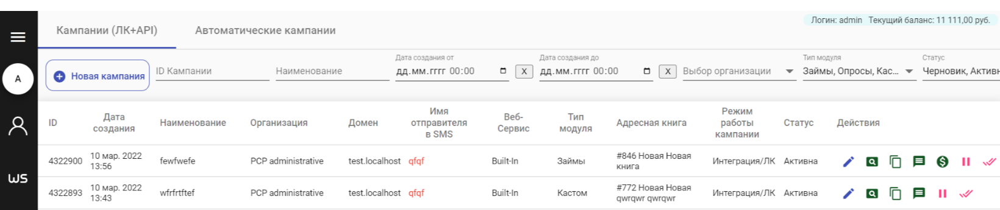 Логин: admin Текущий баланс: 11 111,00 руб.
Кампании (ЛК+API) Автоматические кампании
Дата создания от Дата создания до Тип модуля Статус
A Новая кампания ID Кампании Наименование дд.мм.гггг 00:00 X дд.мм.гггг 00:00 X Выбор организации Займы, Опросы, Кас... Черновик, Активн
ID Дата создания Наименование Организация Домен Имя отправителя в SMS Веб-Сервис Тип модуля Адресная книга Режим работы кампании Статус Действия
4322900 10 мар. 2022 13:56 fewfwefe PCP administrative test.localhost qfqf Built-In Займы #846 Новая Новая книга Интеграция/ЛК Активна
ws
4322893 10 мар. 2022 13:43 wfrfrtftef PCP administrative test.localhost qfqf Built-In Кастом #772 Новая Новая qwrqwr qwrqwr Интеграция/ЛК Активна